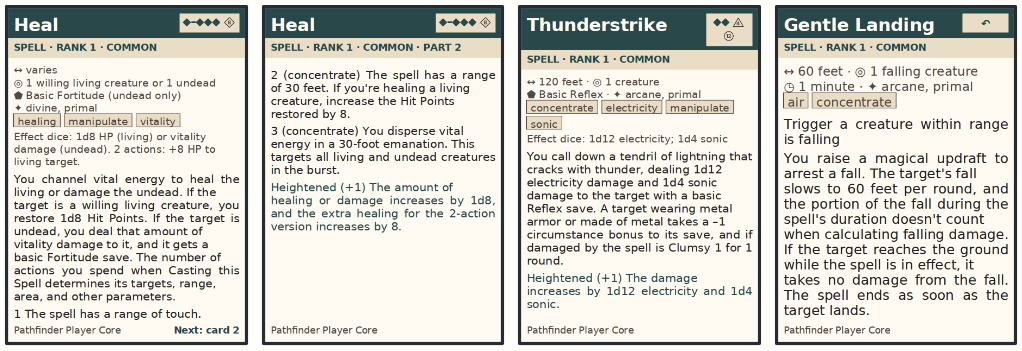 Heal
◆-◆◆◆ 8
SPELL · RANK 1 · COMMON
↔ varies
◎ 1 willing living creature or 1 undead
⬟ Basic Fortitude (undead only)
✦ divine, primal
healing manipulate vitality
Effect dice: 1d8 HP (living) or vitality
damage (undead). 2 actions: +8 HP to
living target.
You channel vital energy to heal the
living or damage the undead. If the
target is a willing living creature, you
restore 1d8 Hit Points. If the target is
undead, you deal that amount of
vitality damage to it, and it gets a
basic Fortitude save. The number of
actions you spend when Casting this
Spell determines its targets, range,
area, and other parameters.
1 The spell has a range of touch.
Pathfinder Player Core
Next: card 2
Heal
◆-◆◆◆ 8
SPELL · RANK 1 · COMMON · PART 2
2 (concentrate) The spell has a range
of 30 feet. If you're healing a living
creature, increase the Hit Points
restored by 8.
3 (concentrate) You disperse vital
energy in a 30-foot emanation. This
targets all living and undead creatures
in the burst.
Heightened (+1) The amount of
healing or damage increases by 1d8,
and the extra healing for the 2-action
version increases by 8.
Pathfinder Player Core
Thunderstrike
◆◆ 4
12
SPELL · RANK 1 · COMMON
↔ 120 feet · ◎ 1 creature
⬟ Basic Reflex · ✦ arcane, primal
concentrate electricity manipulate
sonic
Effect dice: 1d12 electricity; 1d4 sonic
You call down a tendril of lightning that
cracks with thunder, dealing 1d12
electricity damage and 1d4 sonic
damage to the target with a basic
Reflex save. A target wearing metal
armor or made of metal takes a –1
circumstance bonus to its save, and if
damaged by the spell is Clumsy 1 for 1
round.
Heightened (+1) The damage
increases by 1d12 electricity and 1d4
sonic.
Pathfinder Player Core
Gentle Landing
↶
SPELL · RANK 1 · COMMON
↔ 60 feet · ◎ 1 falling creature
◷ 1 minute · ✦ arcane, primal
air concentrate
Trigger a creature within range
is falling
You raise a magical updraft to
arrest a fall. The target's fall
slows to 60 feet per round, and
the portion of the fall during the
spell's duration doesn't count
when calculating falling damage.
If the target reaches the ground
while the spell is in effect, it
takes no damage from the fall.
The spell ends as soon as the
target lands.
Pathfinder Player Core